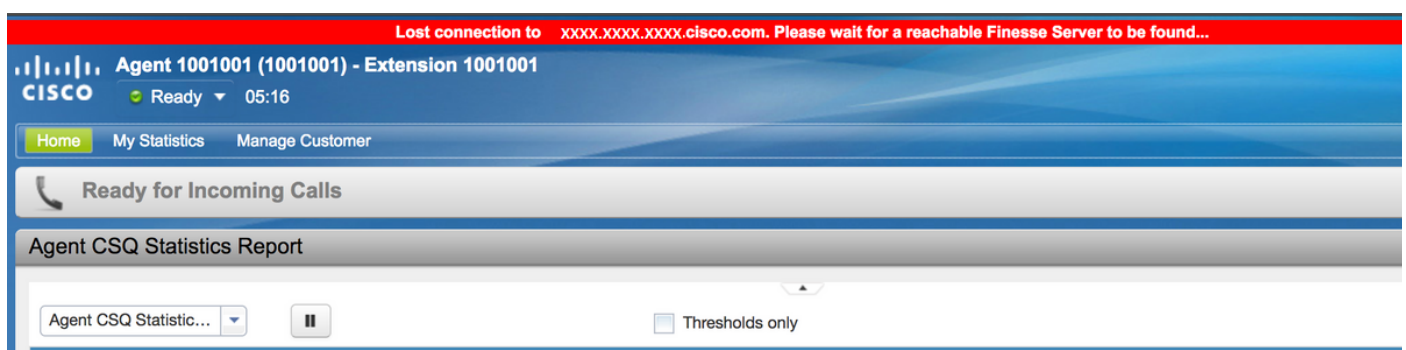 Lost connection to xxxx.xxxx.xxxx.cisco.com. Please wait for a reachable Finesse Server to be found...
Agent 1001001 (1001001) - Extension 1001001
CISCO
Ready 05:16
Home My Statistics Manage Customer
Ready for Incoming Calls
Agent CSQ Statistics Report
Agent CSQ Statistic... Thresholds only